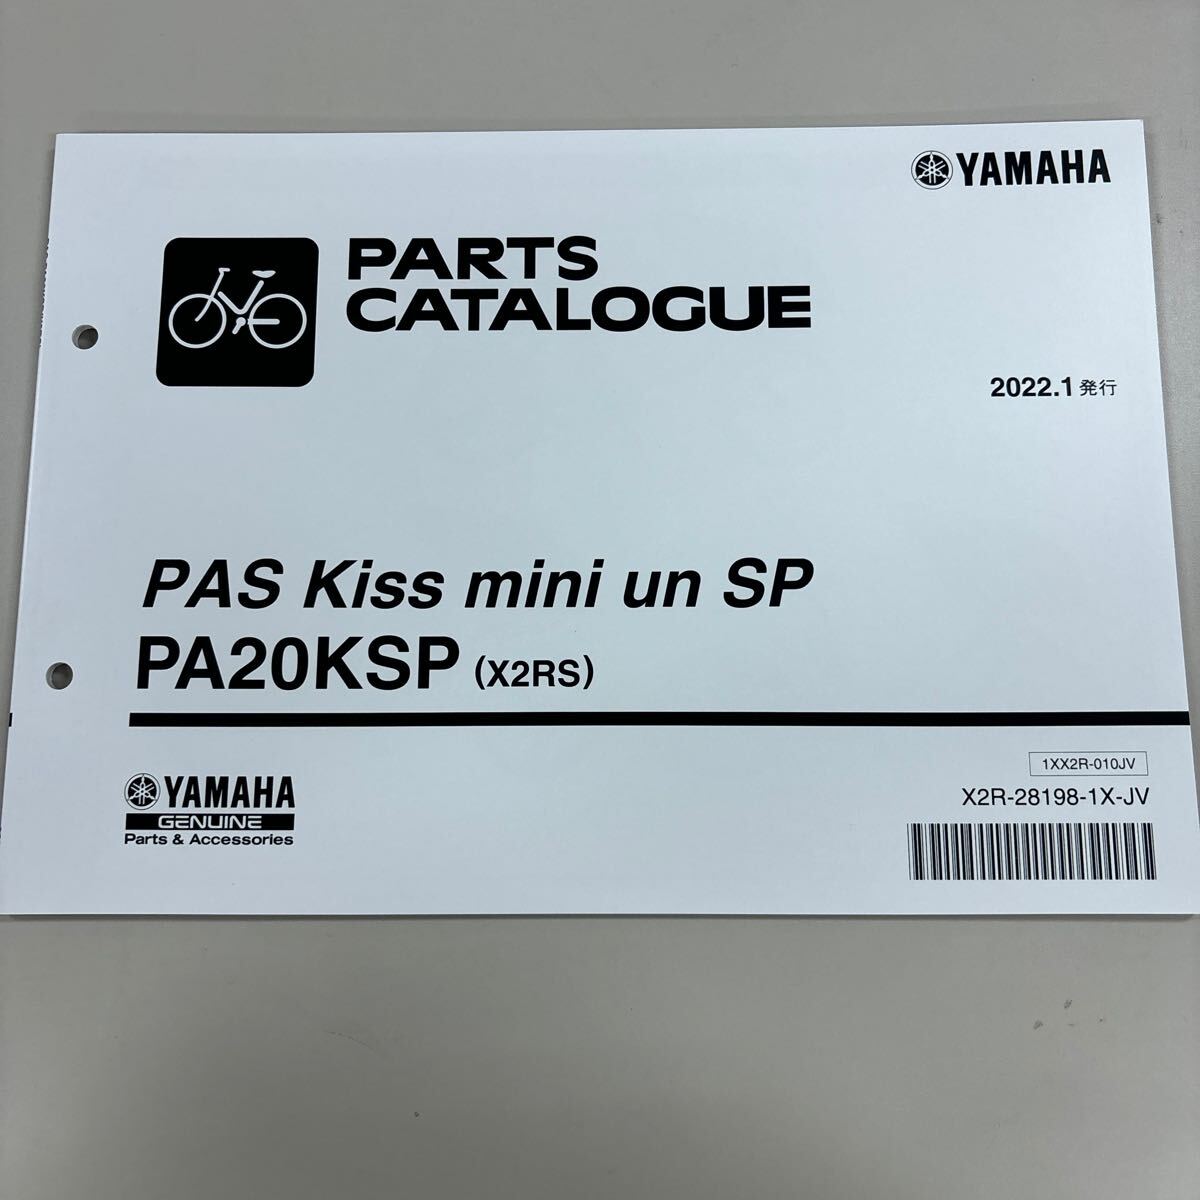 YAMAHA
PARTS
CATALOGUE
2022.1 発行
PAS Kiss mini un SP
PA20KSP (X2RS)
YAMAHA
GENUINE
Parts & Accessories
1XX2R-010JV
X2R-28198-1X-JV